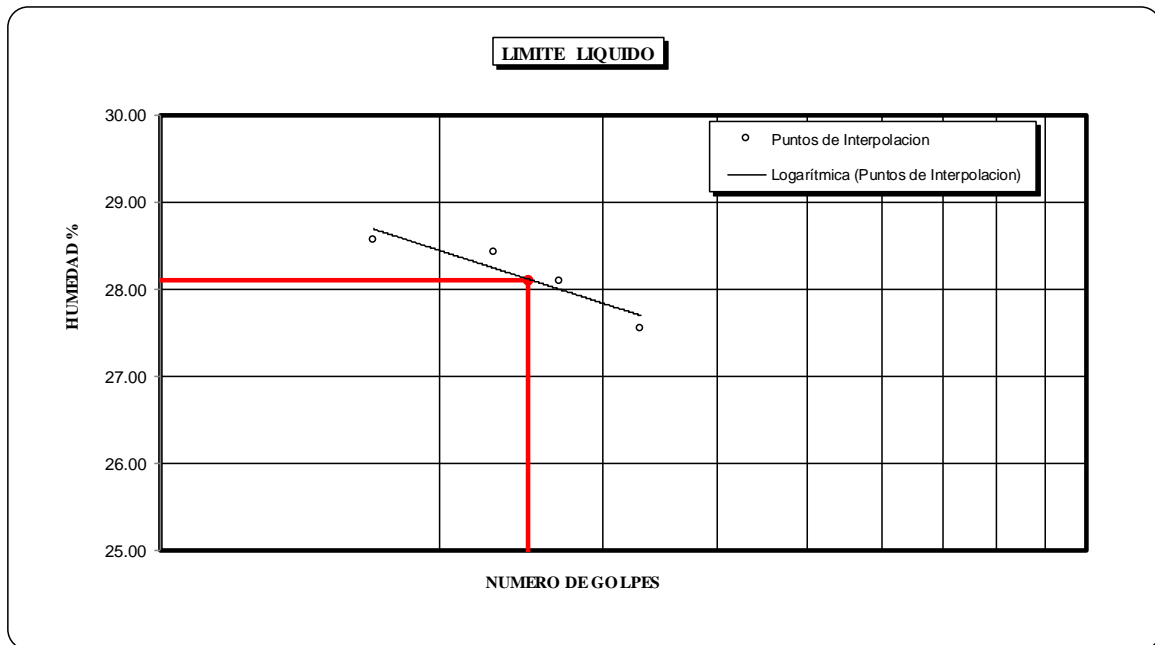 LIMITE LIQUIDO
30.00
29.00
28.00
27.00
26.00
25.00
HUMEDAD %
Puntos de Interpolacion
Logarítmica (Puntos de Interpolacion)
NUMERO DE GOLPES